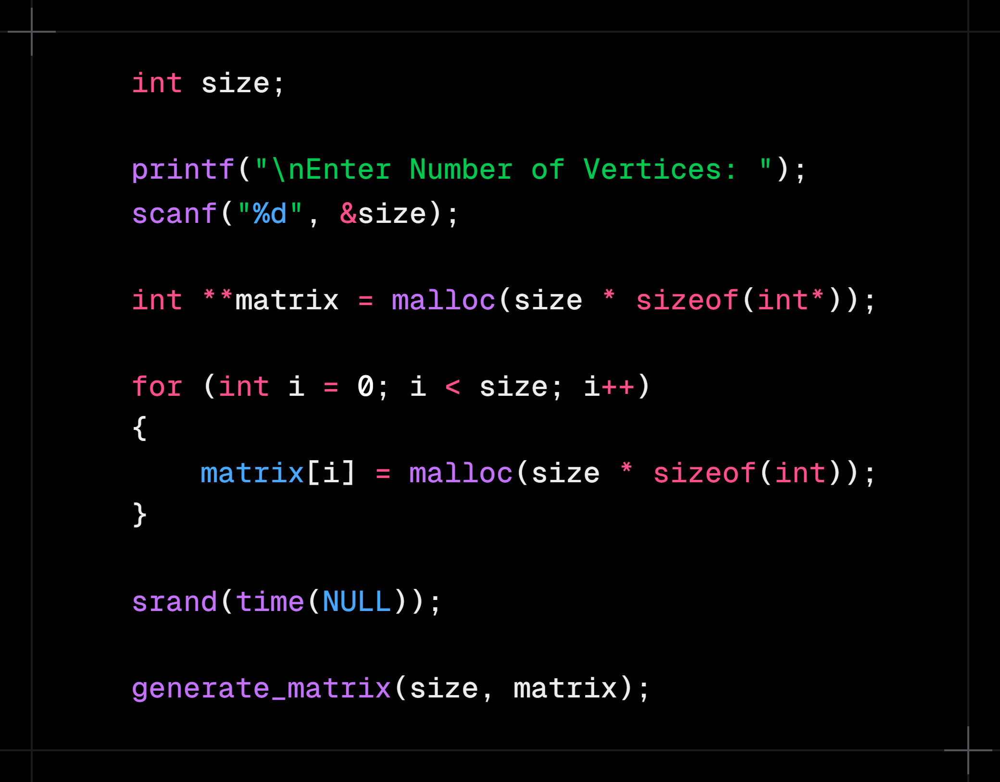 int size;
printf("\nEnter Number of Vertices: ");
scanf("%d", &size);
int **matrix = malloc(size * sizeof(int*));
for (int i = 0; i < size; i++)
{
    matrix[i] = malloc(size * sizeof(int));
}
srand(time(NULL));
generate_matrix(size, matrix);